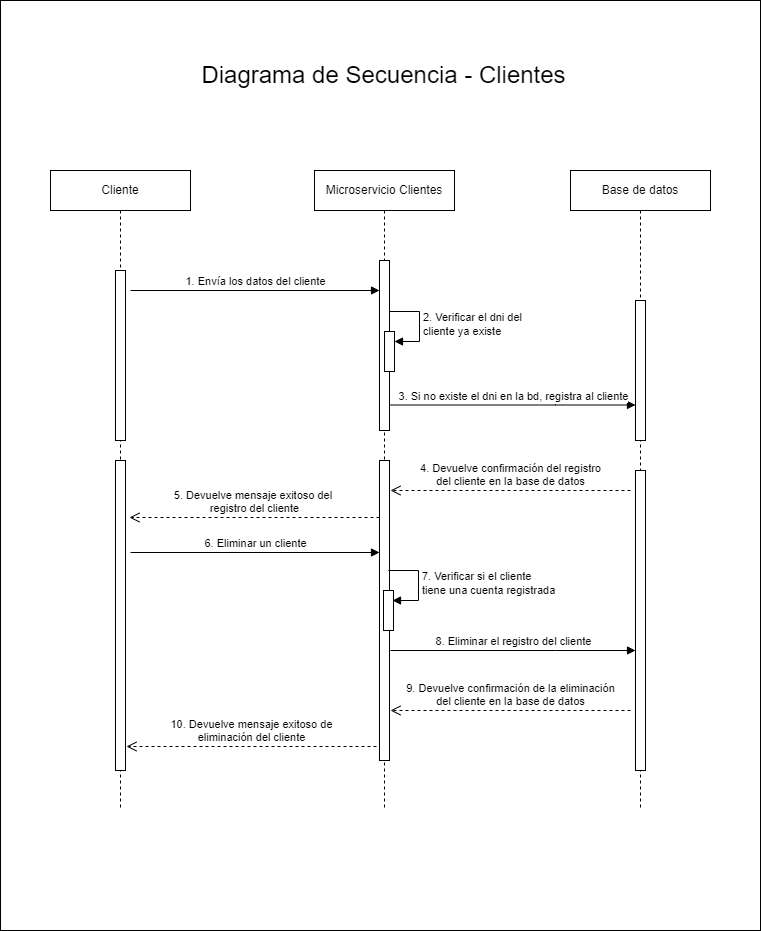 Diagrama de Secuencia - Clientes
Cliente
Microservicio Clientes
Base de datos
1. Envía los datos del cliente
2. Verificar el dni del
cliente ya existe
3. Si no existe el dni en la bd, registra al cliente
4. Devuelve confirmación del registro
del cliente en la base de datos
5. Devuelve mensaje exitoso del
registro del cliente
6. Eliminar un cliente
7. Verificar si el cliente
tiene una cuenta registrada
8. Eliminar el registro del cliente
9. Devuelve confirmación de la eliminación
del cliente en la base de datos
10. Devuelve mensaje exitoso de
eliminación del cliente